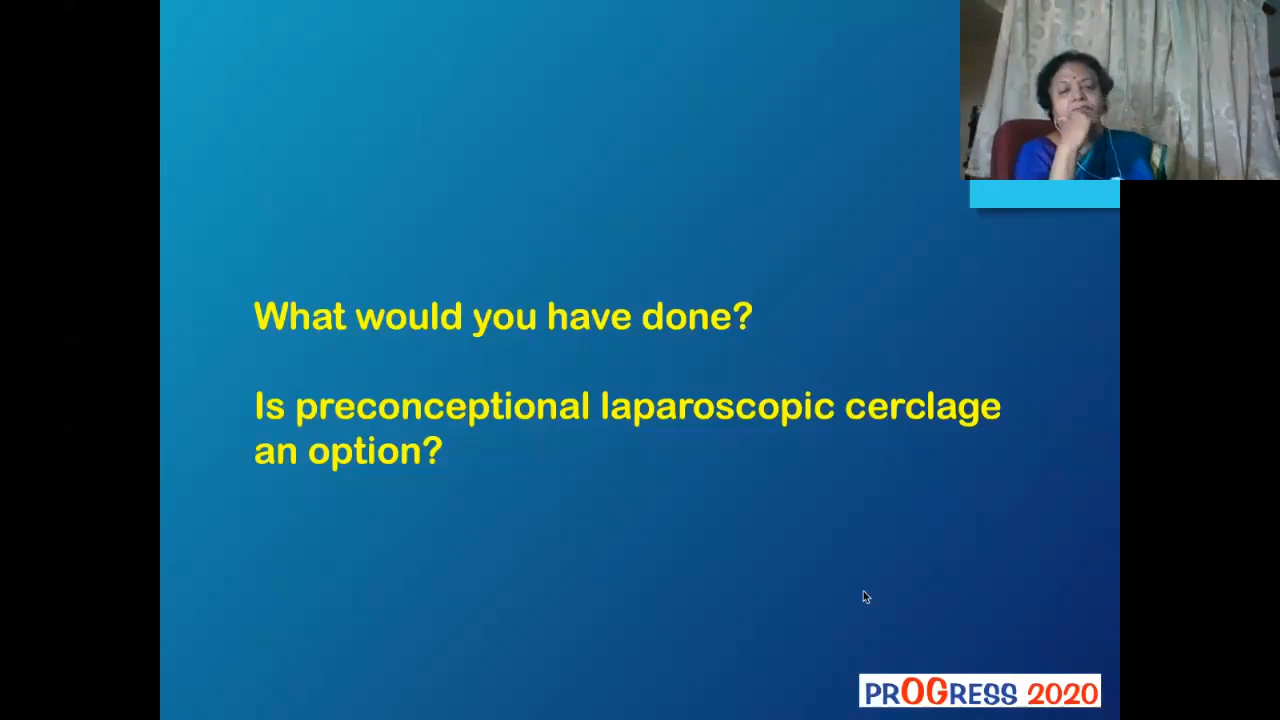 What would you have done?
Is preconceptional laparoscopic cerclage
an option?
PROGRESS 2020